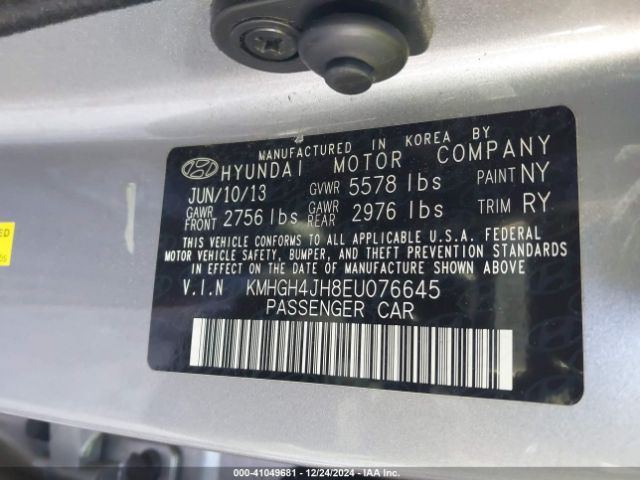 MANUFACTURED IN KOREA BY
HYUNDAI MOTOR COMPANY
JUN/10/13 GVWR 5578 lbs PAINT NY
GAWR FRONT 2756 lbs GAWR REAR 2976 lbs TRIM RY
THIS VEHICLE CONFORMS TO ALL APPLICABLE U.S.A. FEDERAL
MOTOR VEHICLE SAFETY, BUMPER, AND THEFT PREVENTION STANDARDS
IN EFFECT ON THE DATE OF MANUFACTURE SHOWN ABOVE.
V.I.N KMHGH4JH8EU076645
PASSENGER CAR
000-41049681 - 12/24/2024 - IAA Inc.